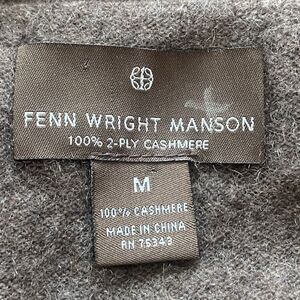 FENN WRIGHT MANSON
100% 2-PLY CASHMERE
M
100% CASHMERE
MADE IN CHINA
RN 75343